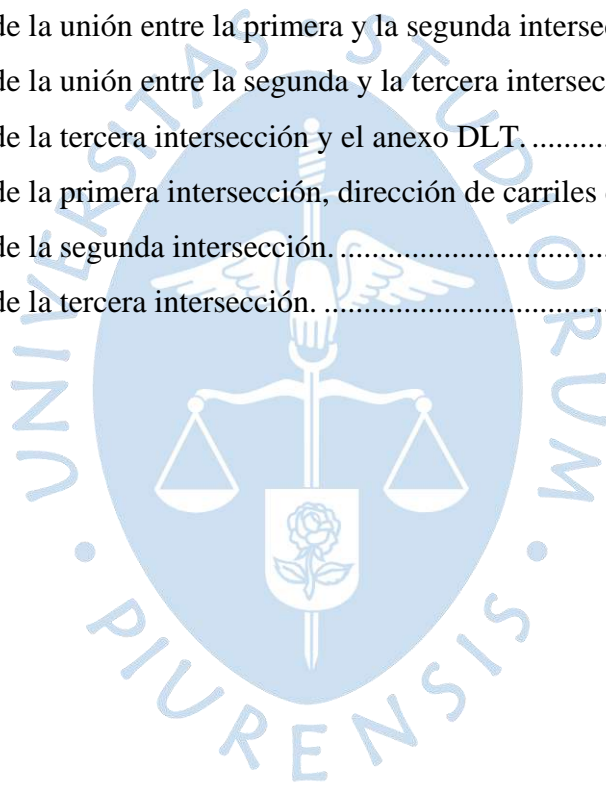 de la unión entre la primera y la segunda
de la unión entre la segunda y la tercera
de la tercera intersección y el anexo DLT. ..........
de la primera intersección, dirección de carriles
de la segunda intersección. ..................................
de la tercera intersección. ....................................
UNIVERSITAS STUDIORUM
• PIURENSIS •